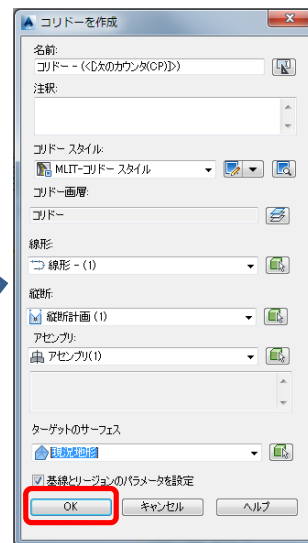 コリドーを作成
名前:
コリドー - (<[次のカウンタ(CP)]>)
注釈:
コリドー スタイル:
MLIT-コリドー スタイル
コリドー画層:
コリドー
線形:
線形 - (1)
縦断:
縦断計画 (1)
アセンブリ:
アセンブリ(1)
ターゲットのサーフェス
現況地形
基線とリージョンのパラメータを設定
OK
キャンセル
ヘルプ